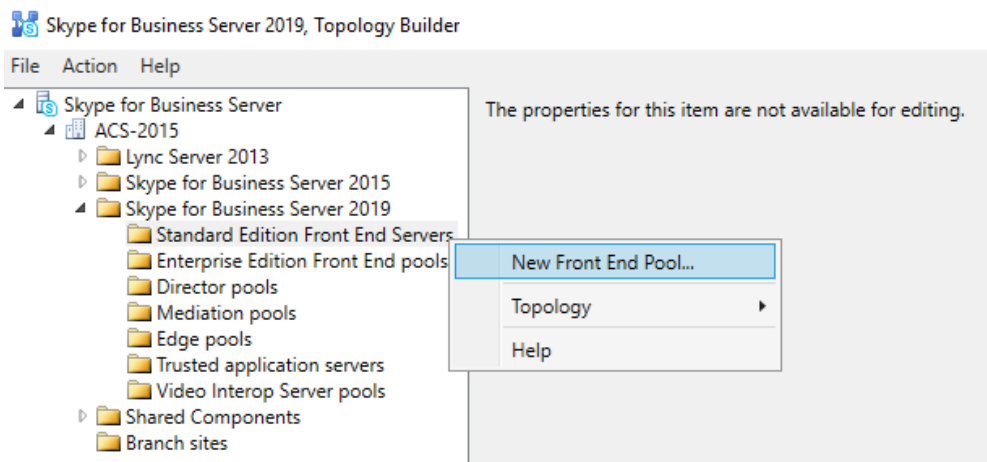 Skype for Business Server 2019, Topology Builder
File Action Help
Skype for Business Server
ACS-2015
Lync Server 2013
Skype for Business Server 2015
Skype for Business Server 2019
Standard Edition Front End Servers
Enterprise Edition Front End pools
Director pools
Mediation pools
Edge pools
Trusted application servers
Video Interop Server pools
Shared Components
Branch sites
The properties for this item are not available for editing.
New Front End Pool...
Topology
Help